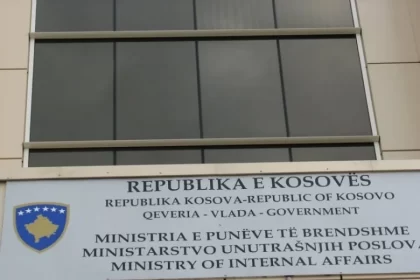 REPUBLIKA E KOSOVËS
REPUBLIKA KOSOVA-REPUBLIC OF KOSOVO
QEVERIA - VLADA - GOVERNMENT
MINISTRIA E PUNËVE TË BRENDSHME
MINISTARSTVO UNUTRAŠNJIH POSLOVA
MINISTRY OF INTERNAL AFFAIRS